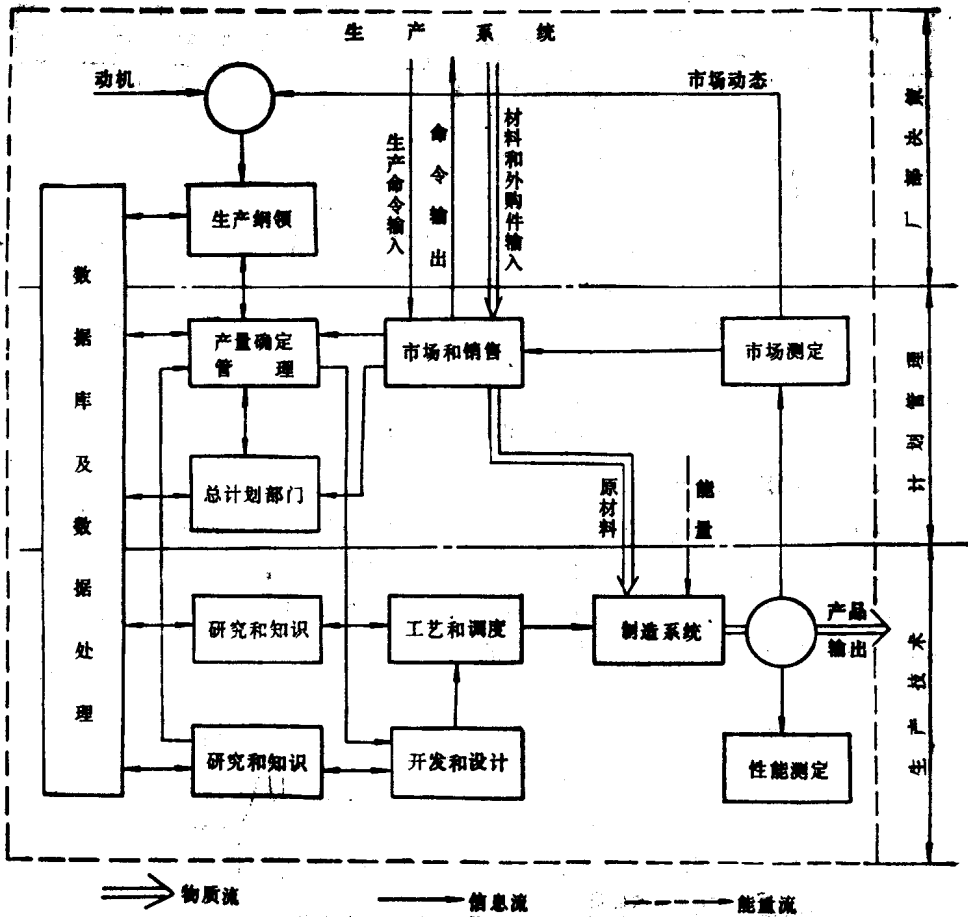 生产系统
动机
市场动态
生产命令输入
命令输出
材料和外购件输入
厂部决策
生产纲领
数据库及数据处理
产量确定
管理
市场和销售
市场测定
计划管理
总计划部门
原材料
能量
研究和知识
工艺和调度
制造系统
产品
输出
生产技术
研究和知识
开发和设计
性能测定
物质流
信息流
能量流